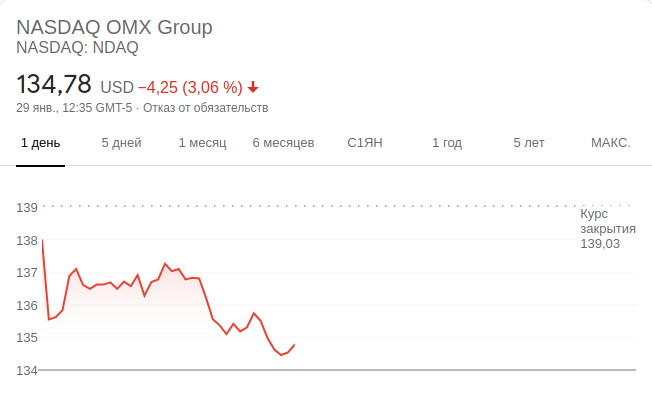 NASDAQ OMX Group
NASDAQ: NDAQ
134,78 USD −4,25 (3,06 %) ↓
29 янв., 12:35 GMT-5 · Отказ от обязательств
1 день 5 дней 1 месяц 6 месяцев С1ЯН 1 год 5 лет МАКС.
139
Курс
закрытия
139,03
138
137
136
135
134